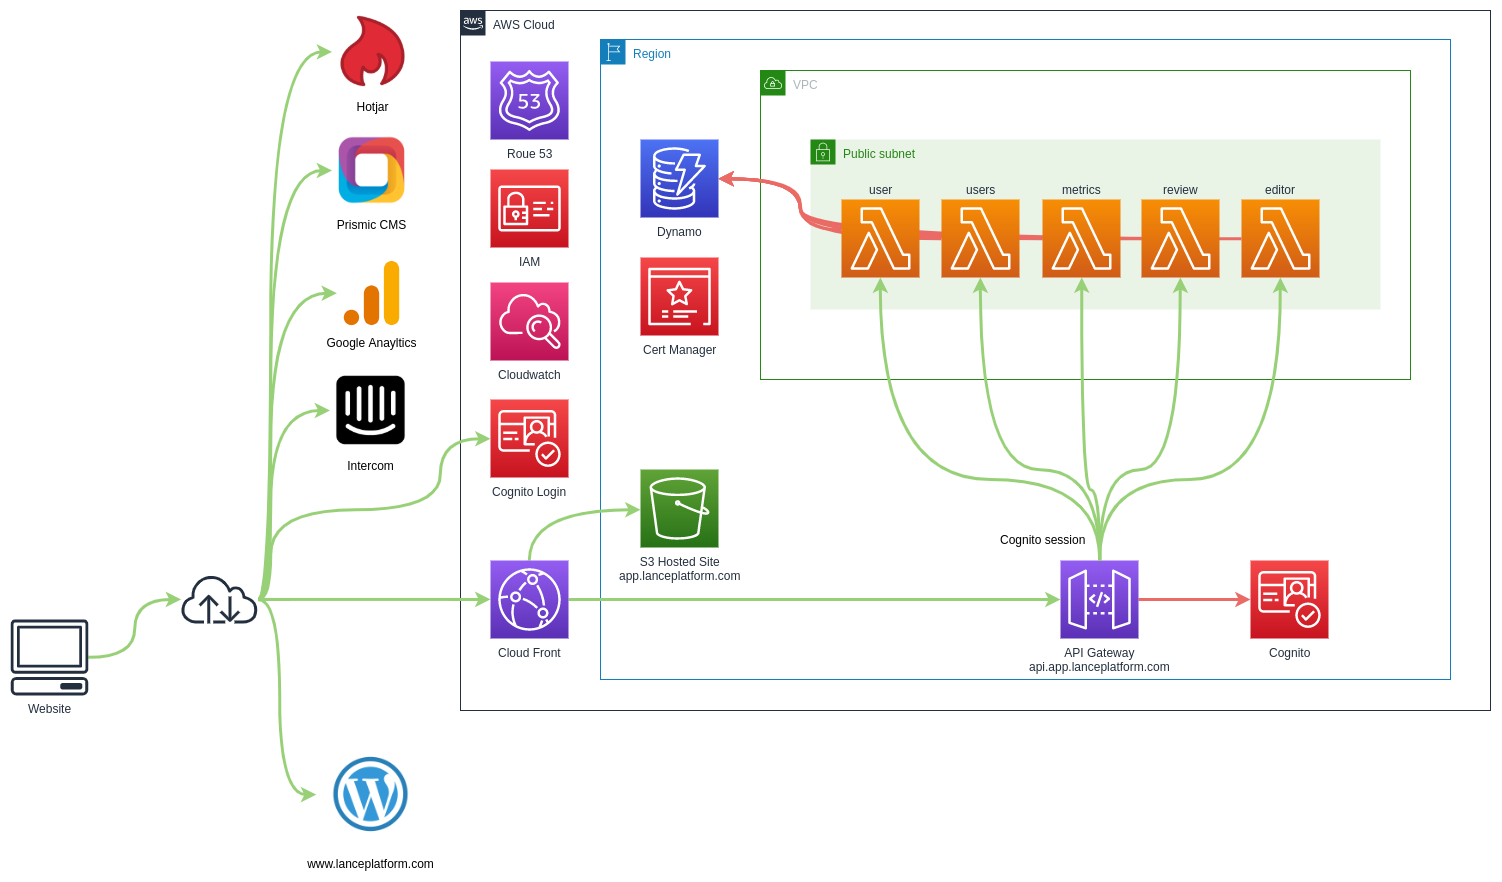 Hotjar
Prismic CMS
Google Anayltics
Intercom
Website
www.lanceplatform.com
aws
AWS Cloud
53
Roue 53
IAM
Cloudwatch
Cognito Login
Cloud Front
Region
Dynamo
Cert Manager
S3 Hosted Site
app.lanceplatform.com
VPC
Public subnet
user
users
metrics
review
editor
Cognito session
</>
API Gateway
api.app.lanceplatform.com
Cognito